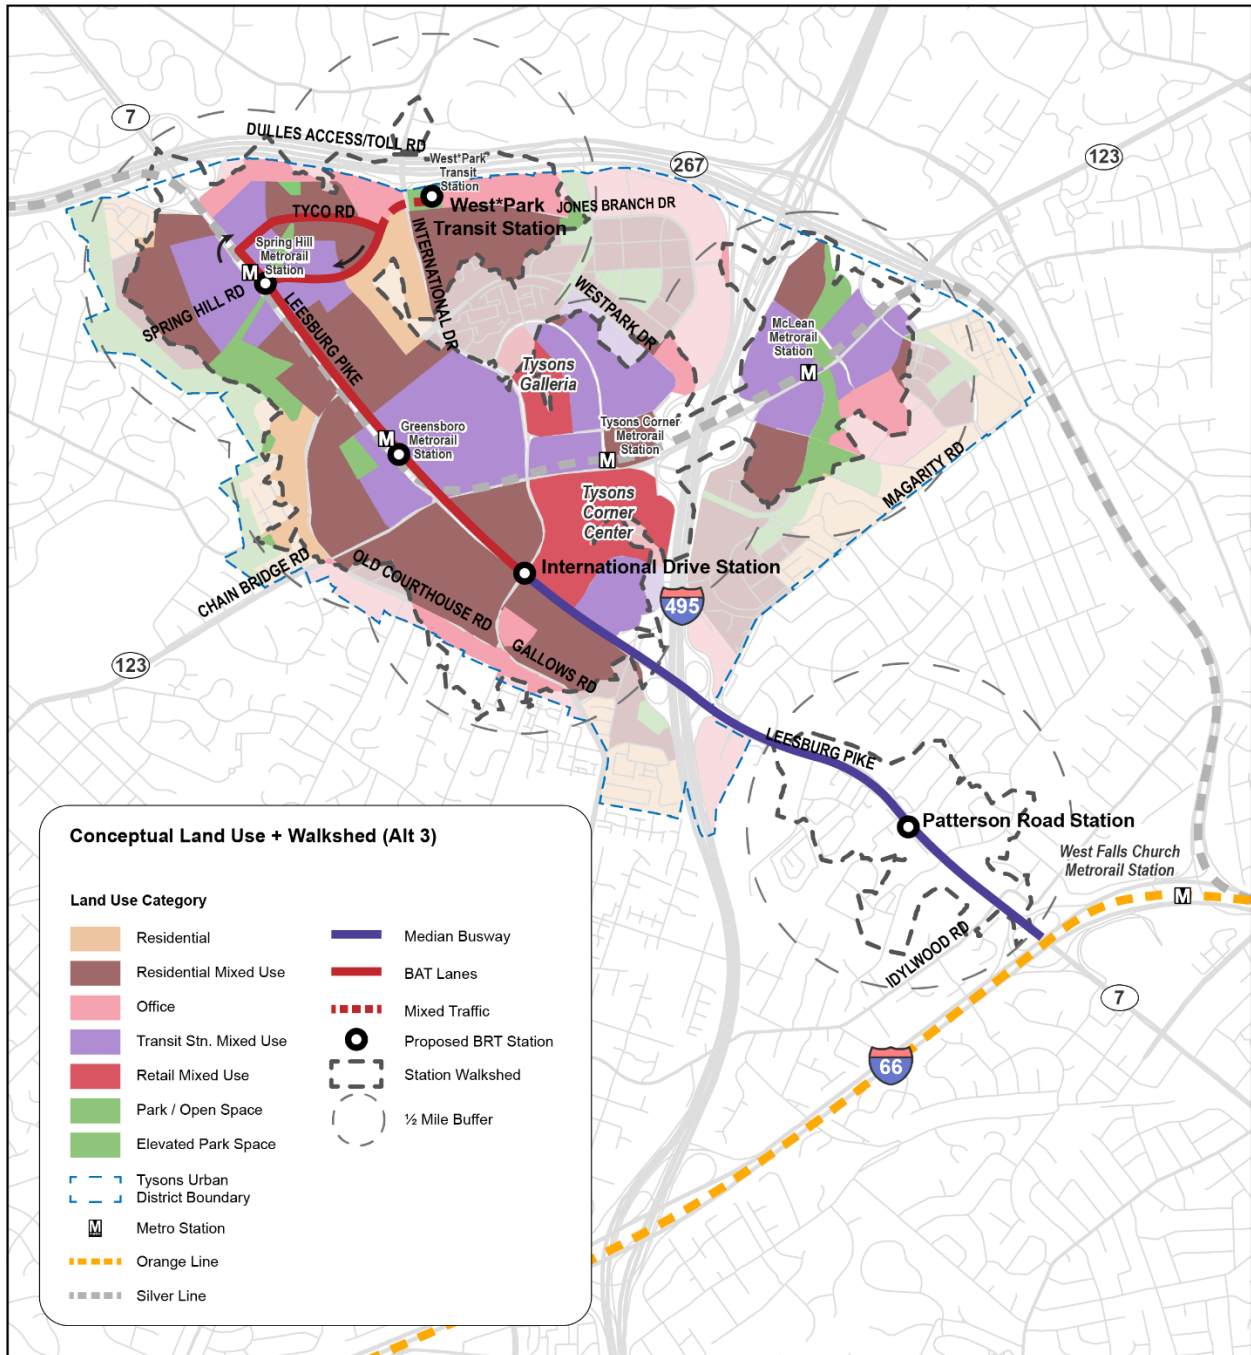 7
DULLES ACCESS/TOLL RD
123
267
West*Park
Transit
Station
West*Park
Transit Station
JONES BRANCH DR
TYCO RD
Spring Hill
Metrorail
Station
M
INTERNATIONAL DR
SPRING HILL RD
LEESBURG PIKE
WESTPARK DR
McLean
Metrorail
Station
M
Tysons
Galleria
Greensboro
Metrorail
Station
M
Tysons Corner
Metrorail
Station
M
MAGARITY RD
Tysons
Corner
Center
CHAIN BRIDGE RD
OLD COURTHOUSE RD
International Drive Station
495
GALLOWS RD
123
LEESBURG PIKE
Patterson Road Station
West Falls Church
Metrorail Station
M
IDYLWOOD RD
7
66
Conceptual Land Use + Walkshed (Alt 3)
Land Use Category
Residential
Residential Mixed Use
Office
Transit Stn. Mixed Use
Retail Mixed Use
Park / Open Space
Elevated Park Space
Tysons Urban
District Boundary
M
Metro Station
Orange Line
Silver Line
Median Busway
BAT Lanes
Mixed Traffic
Proposed BRT Station
Station Walkshed
½ Mile Buffer